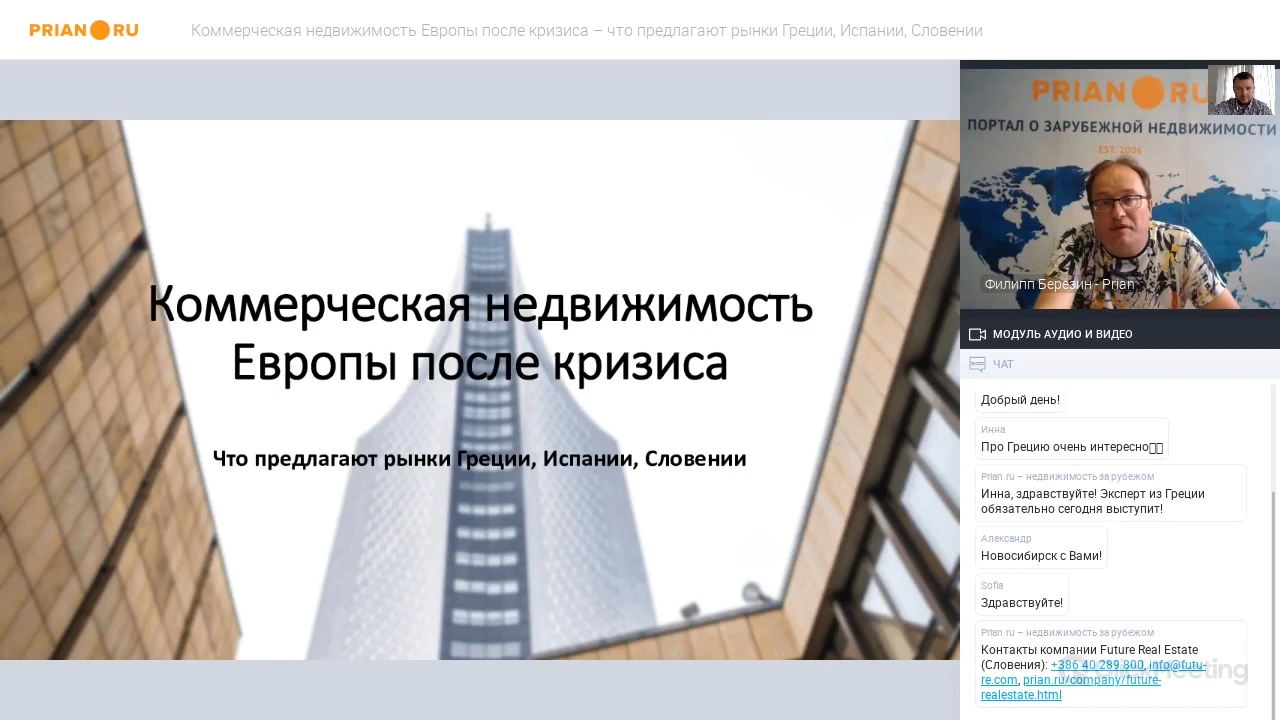 PRIAN RU
Коммерческая недвижимость Европы после кризиса – что предлагают рынки Греции, Испании, Словении
Коммерческая недвижимость
Европы после кризиса
Что предлагают рынки Греции, Испании, Словении
PRIAN RU
ПОРТАЛ О ЗАРУБЕЖНОЙ НЕДВИЖИМОСТИ
EST. 2006
Филипп Березин - Prian
МОДУЛЬ АУДИО И ВИДЕО
ЧАТ
Добрый день!
Инна
Про Грецию очень интересно
Prian.ru – недвижимость за рубежом
Инна, здравствуйте! Эксперт из Греции
обязательно сегодня выступит!
Александр
Новосибирск с Вами!
Sofia
Здравствуйте!
Prian.ru – недвижимость за рубежом
Контакты компании Future Real Estate
(Словения): +386 40 289 800, info@futu-
re.com, prian.ru/company/future-
realestate.html
ClickMeeting